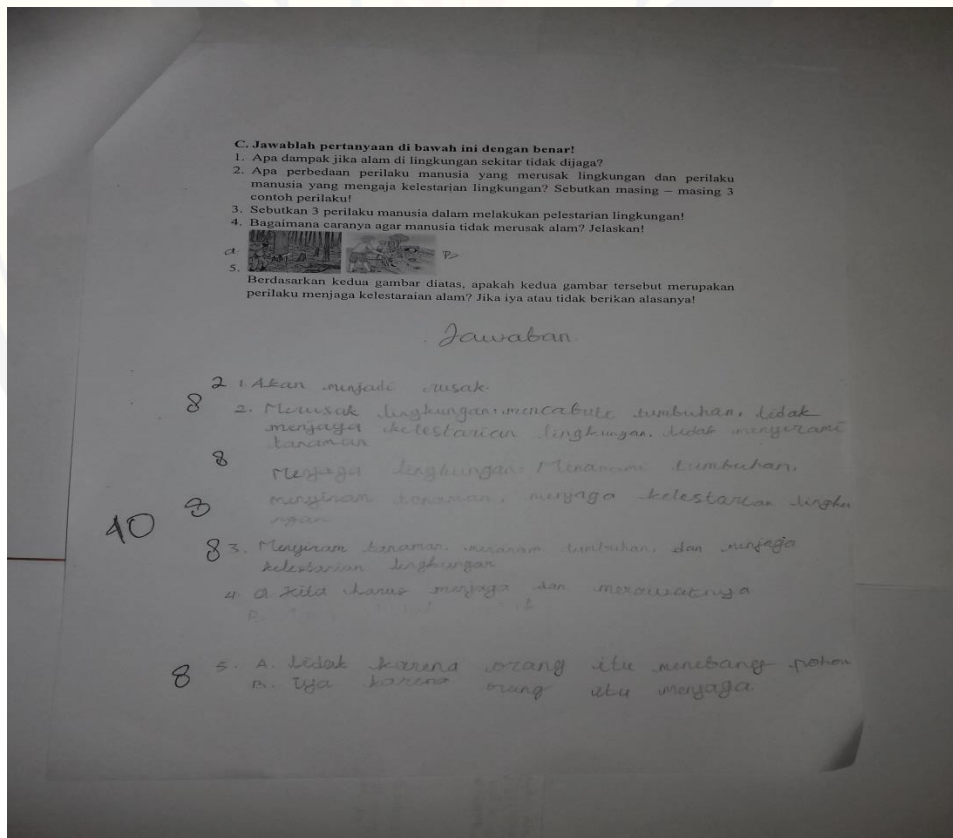 C. Jawablah pertanyaan di bawah ini dengan benar!
1. Apa dampak jika alam di lingkungan sekitar tidak dijaga?
2. Apa perbedaan perilaku manusia yang merusak lingkungan dan perilaku
manusia yang mengaja kelestarian lingkungan? Sebutkan masing – masing 3
contoh perilaku!
3. Sebutkan 3 perilaku manusia dalam melakukan pelestarian lingkungan!
4. Bagaimana caranya agar manusia tidak merusak alam? Jelaskan!
a
5.
Berdasarkan kedua gambar diatas, apakah kedua gambar tersebut merupakan
perilaku menjaga kelestaraian alam? Jika iya atau tidak berikan alasanya!
Jawaban
2 1. Akan menjadi rusak.
8 2. Merusak lingkungan: mencabuti tumbuhan, tidak
menjaga kelestarian lingkungan, tidak menyirami
tanaman
8 Menjaga lingkungan: Menanami tumbuhan,
menyiram tanaman, menjaga kelestarian lingku
ngan
40 8
8 3. Menyiram tanaman, menanam tumbuhan, dan menjaga
kelestarian lingkungan
4. a. Kita harus menjaga dan merawatnya
8 5. A. tidak karena orang itu menebang pohon
B. Iya karena orang itu menjaga